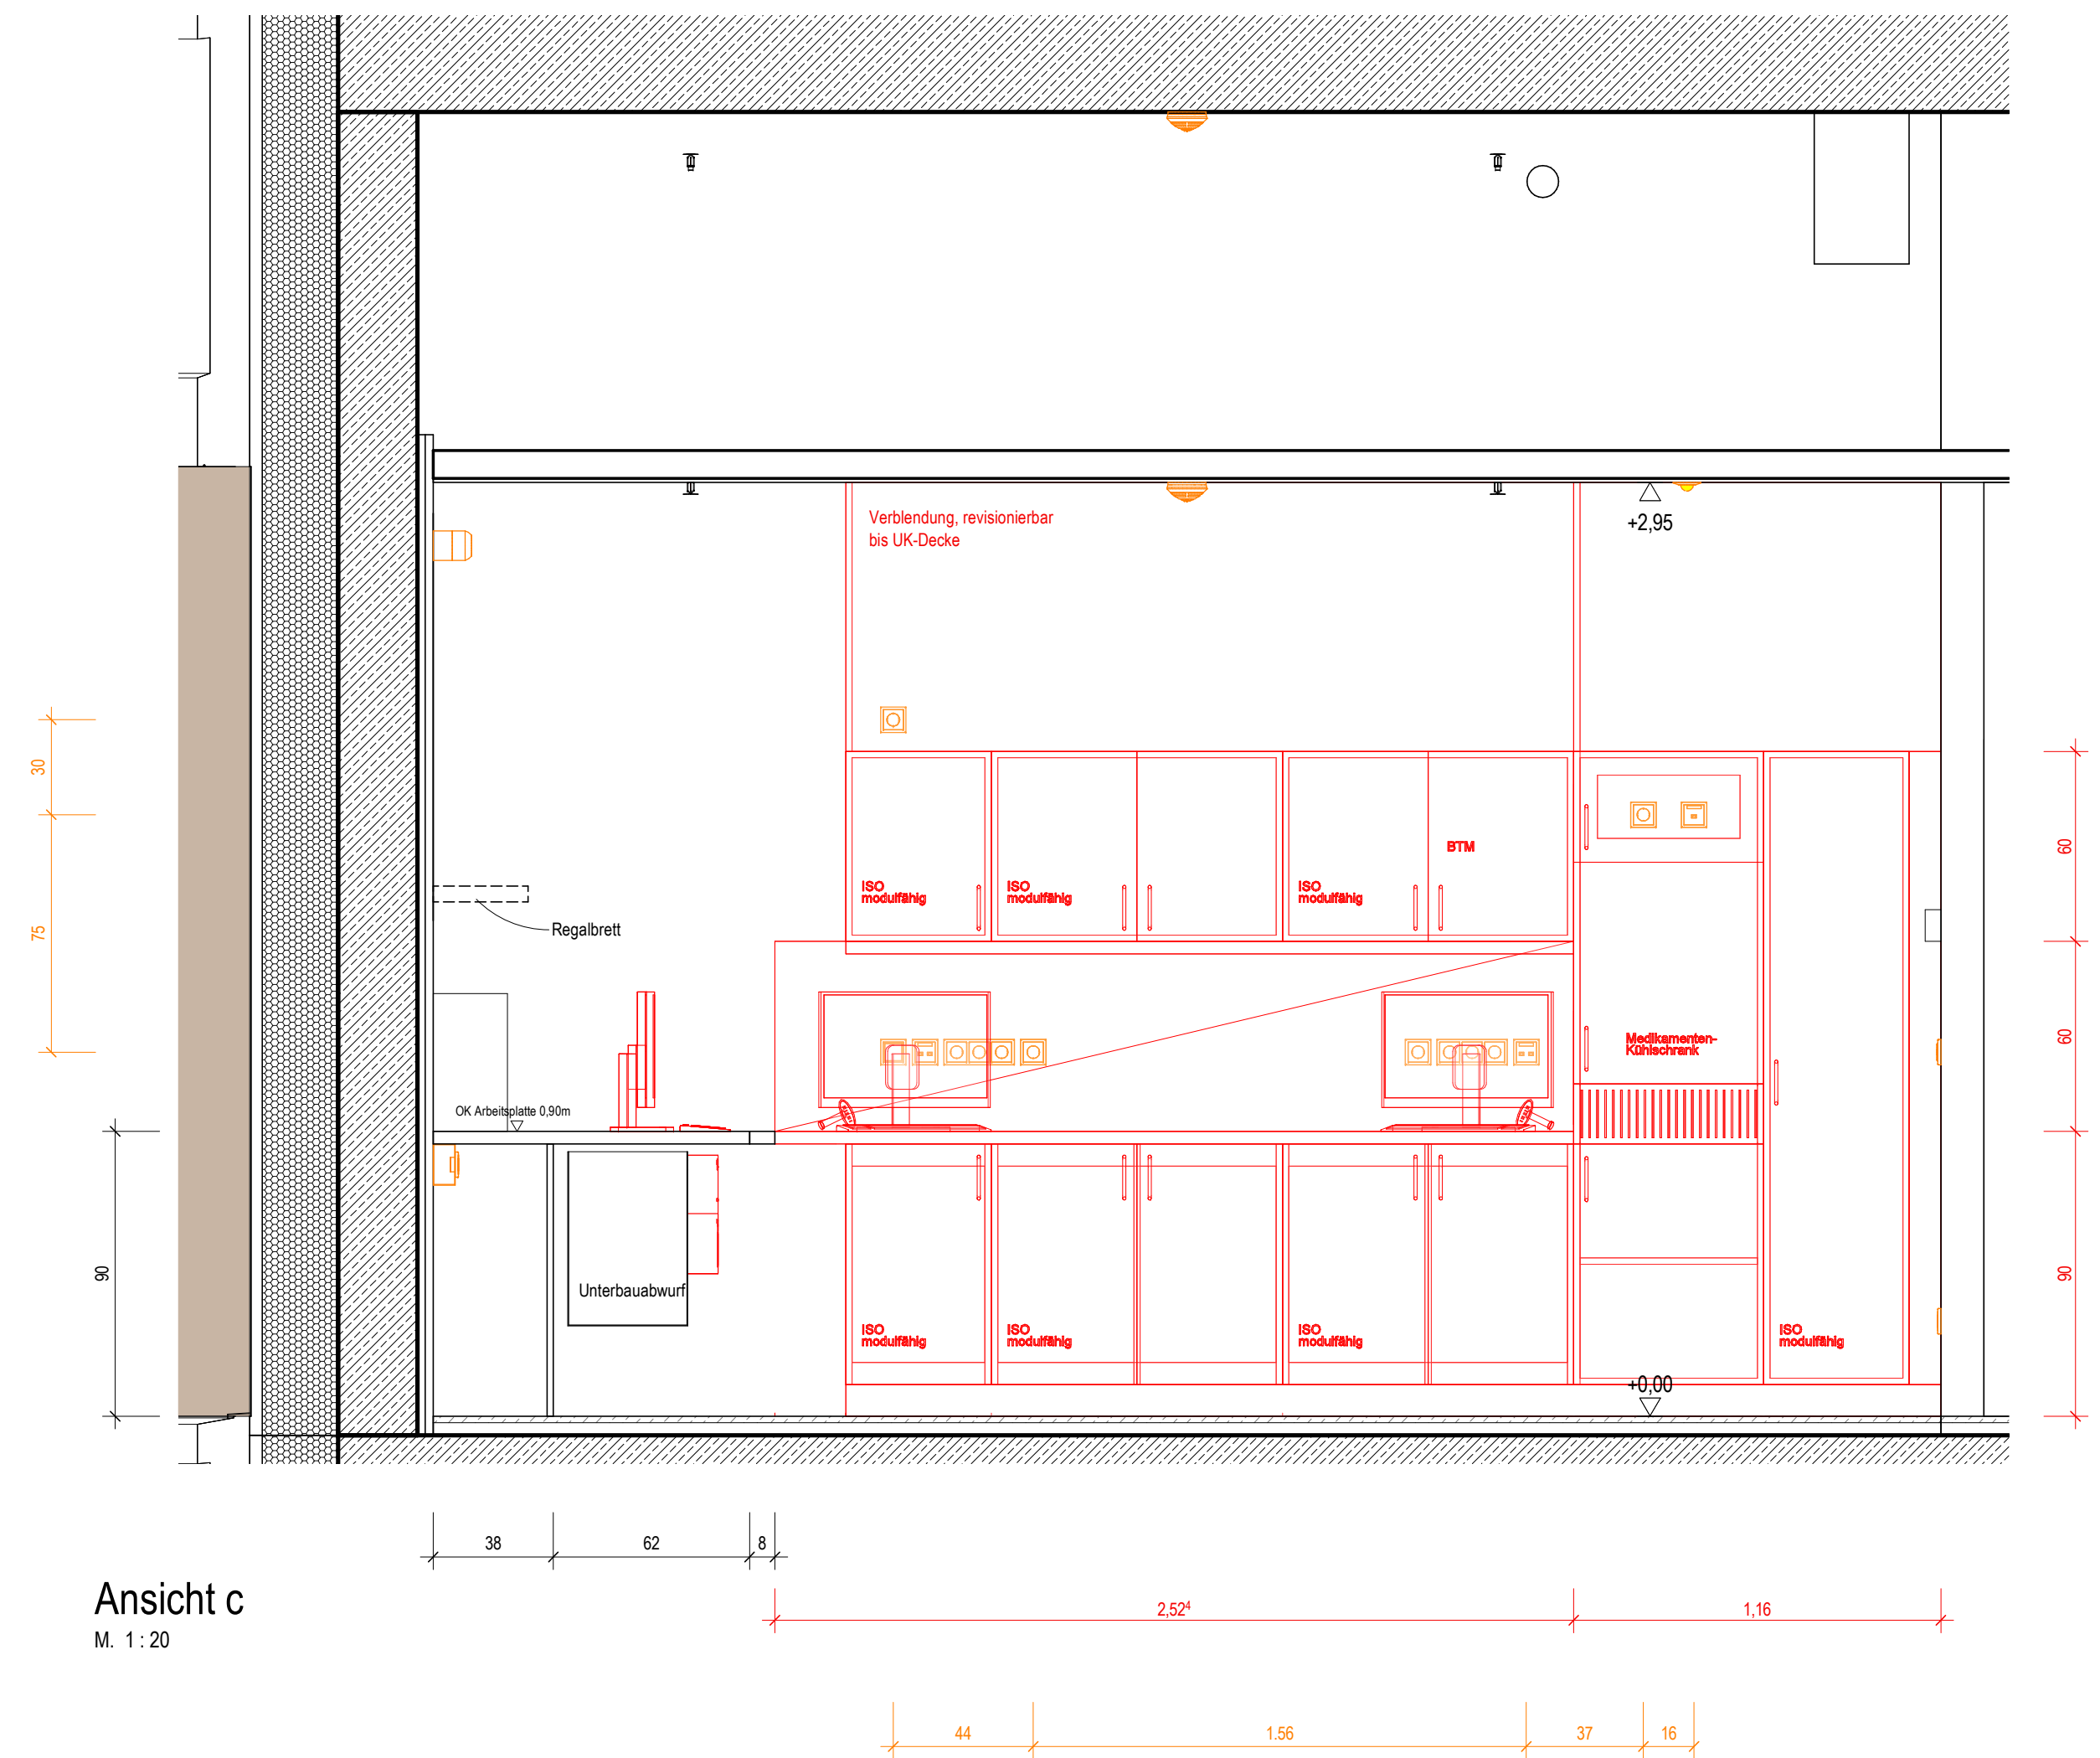 Verblendung, revisionierbar
bis UK-Decke
+2,95
30
75
90
60
60
90
BTM
ISO
modulfähig
ISO
modulfähig
ISO
modulfähig
Regalbrett
Medikamenten-
Kühlschrank
OK Arbeitsplatte 0,90m
Unterbauabwurf
ISO
modulfähig
ISO
modulfähig
ISO
modulfähig
ISO
modulfähig
+0,00
38
62
8
Ansicht c
M. 1 : 20
2,52⁴
1,16
44
1.56
37
16